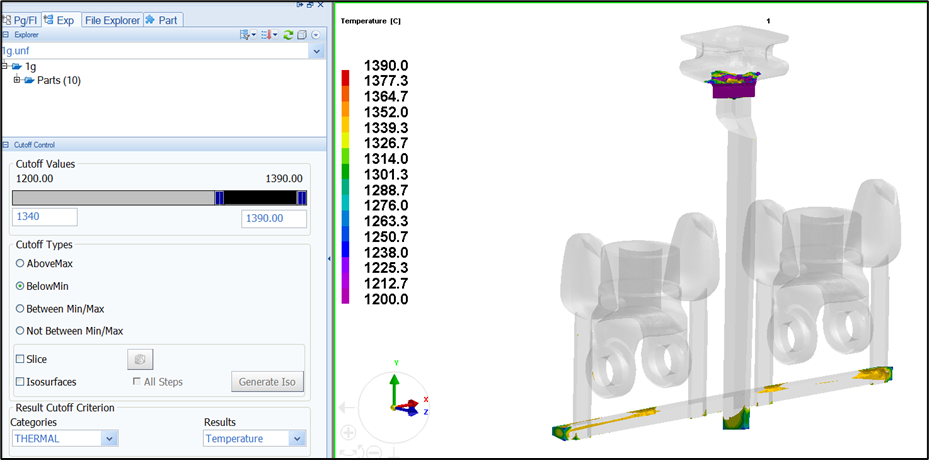 Pg/Fl Exp File Explorer Part
Explorer
1g.unf
1g
Parts (10)
Cutoff Control
Cutoff Values
1200.00 1390.00
1340 1390.00
Cutoff Types
AboveMax
BelowMin
Between Min/Max
Not Between Min/Max
Slice
Isosurfaces All Steps Generate Iso
Result Cutoff Criterion
Categories Results
THERMAL Temperature
Temperature [C]
1
1390.0
1377.3
1364.7
1352.0
1339.3
1326.7
1314.0
1301.3
1288.7
1276.0
1263.3
1250.7
1238.0
1225.3
1212.7
1200.0
Y
X
Z